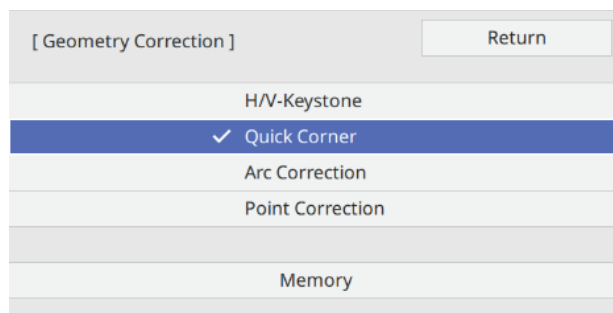 [ Geometry Correction ]
Return
H/V-Keystone
✓ Quick Corner
Arc Correction
Point Correction
Memory